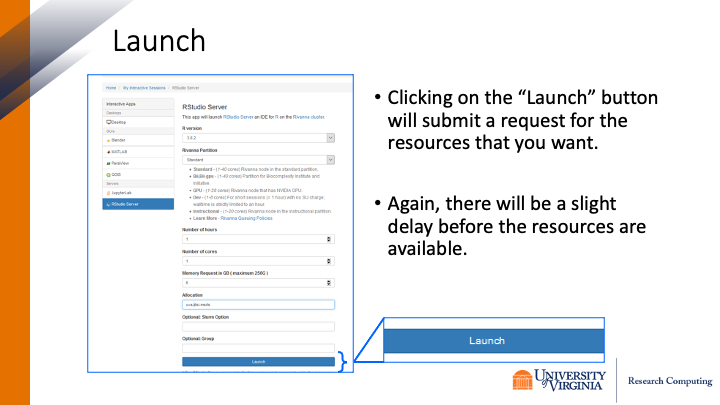 Launch
Home / My Interactive Sessions / RStudio Server
Interactive Apps
Desktops
Desktop
GUIs
Blender
MATLAB
ParaView
QGIS
Servers
JupyterLab
RStudio Server
RStudio Server
This app will launch RStudio Server an IDE for R on the Rivanna cluster.
R version
Rivanna Partition
Standard
Standard - (1-40 cores) Rivanna node in the standard partition.
(1-40 cores) Partition for Biocomplexity Institute and
Initiative
GPU - (1-28 cores) Rivanna node that has NVIDIA GPU.
Dev - (1-8 cores) For short sessions (≤ 1 hour) with no SU charge,
walltime is strictly limited to an hour
Instructional - (1-20 cores) Rivanna node in the instructional partition.
Learn More - Rivanna Queuing Policies
Number of hours
1
Number of cores
1
Memory Request in GB ( maximum 256G )
6
Allocation
Optional: Slurm Option
Optional: Group
Launch
• Clicking on the “Launch” button
will submit a request for the
resources that you want.
• Again, there will be a slight
delay before the resources are
available.
Launch
UNIVERSITY
of VIRGINIA
Research Computing